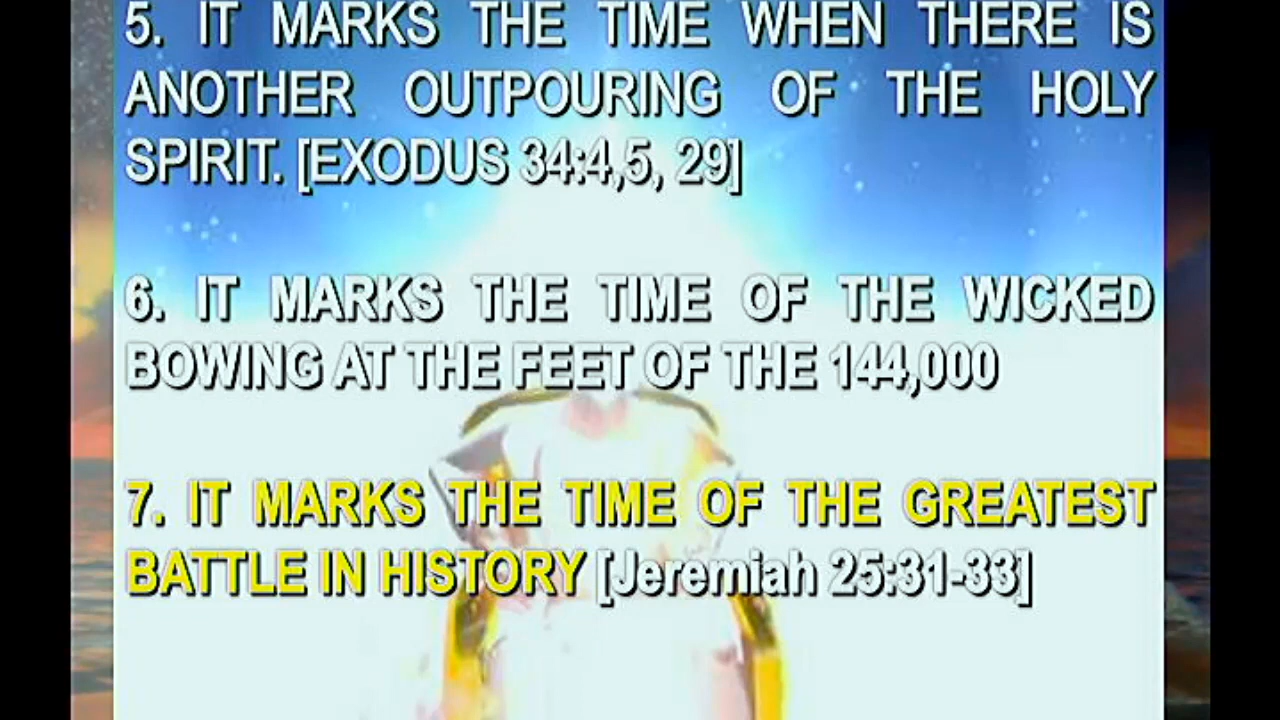 5. IT MARKS THE TIME WHEN THERE IS
ANOTHER OUTPOURING OF THE HOLY
SPIRIT. [EXODUS 34:4,5, 29]
6. IT MARKS THE TIME OF THE WICKED
BOWING AT THE FEET OF THE 144,000
7. IT MARKS THE TIME OF THE GREATEST
BATTLE IN HISTORY [Jeremiah 25:31-33]